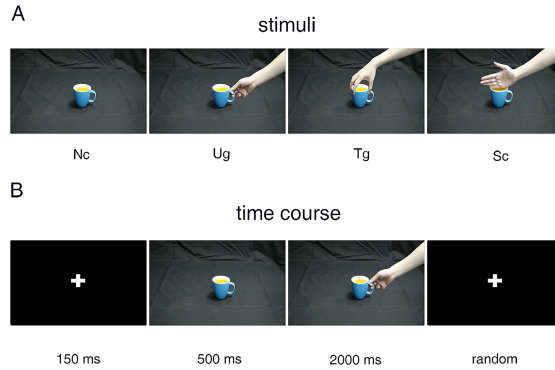 A
stimuli
Nc Ug Tg Sc
B
time course
150 ms 500 ms 2000 ms random